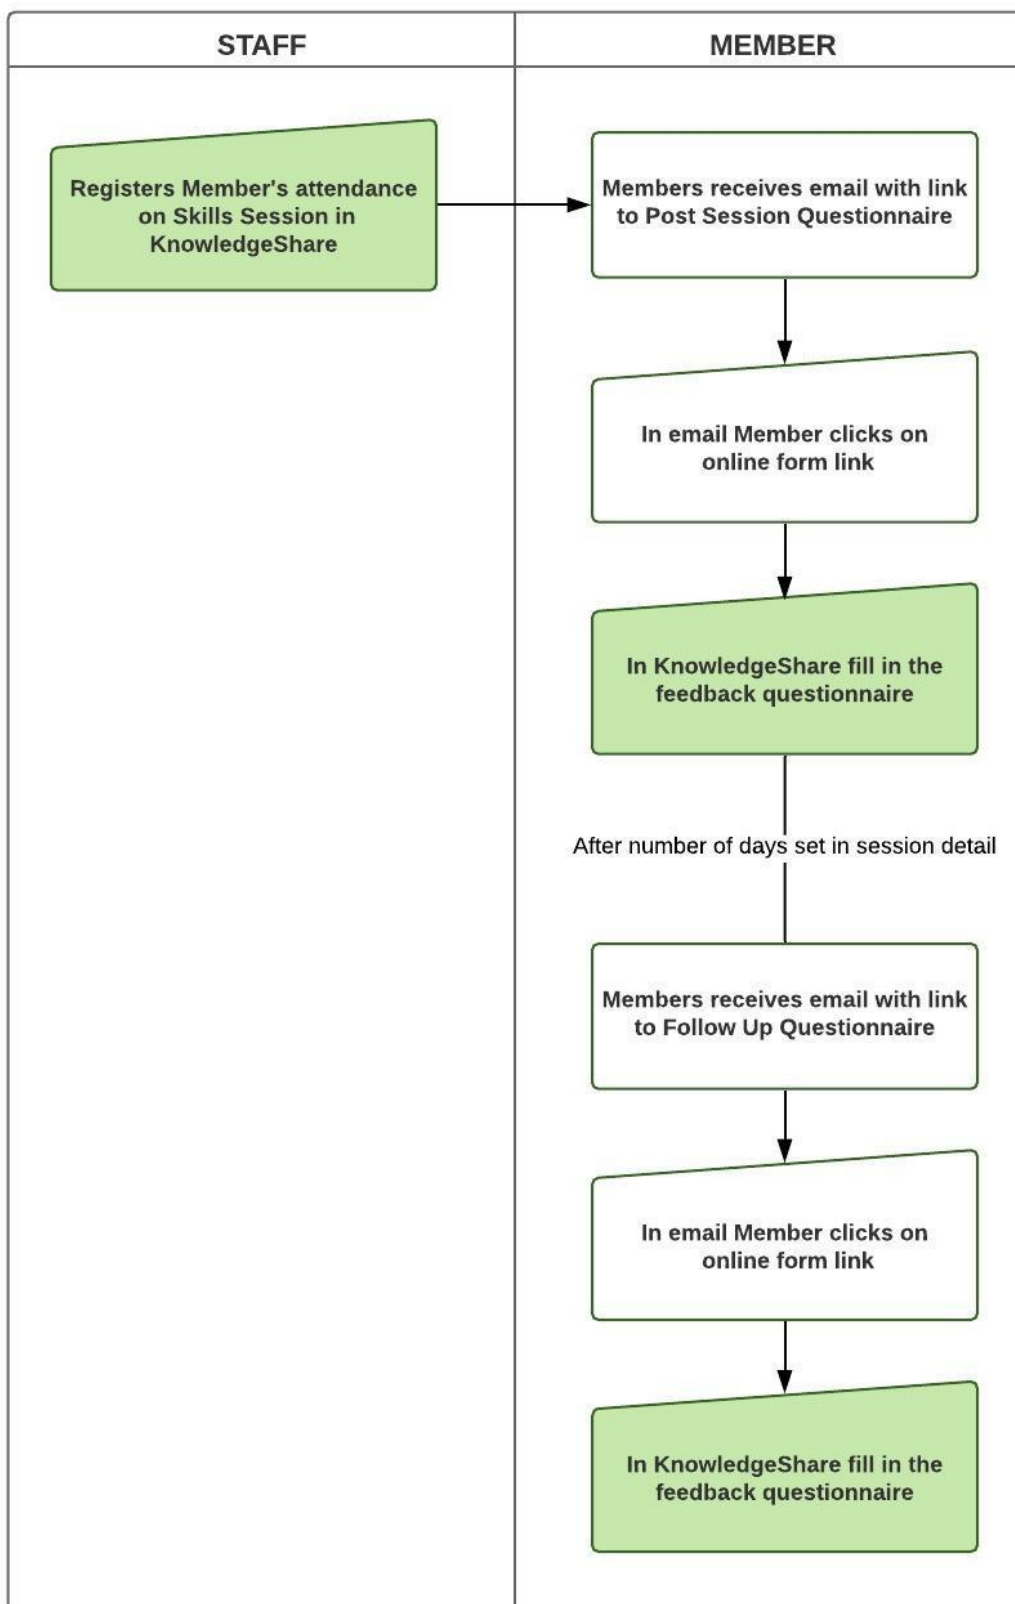 STAFF
MEMBER
Registers Member's attendance
on Skills Session in
KnowledgeShare
Members receives email with link
to Post Session Questionnaire
In email Member clicks on
online form link
In KnowledgeShare fill in the
feedback questionnaire
After number of days set in session detail
Members receives email with link
to Follow Up Questionnaire
In email Member clicks on
online form link
In KnowledgeShare fill in the
feedback questionnaire